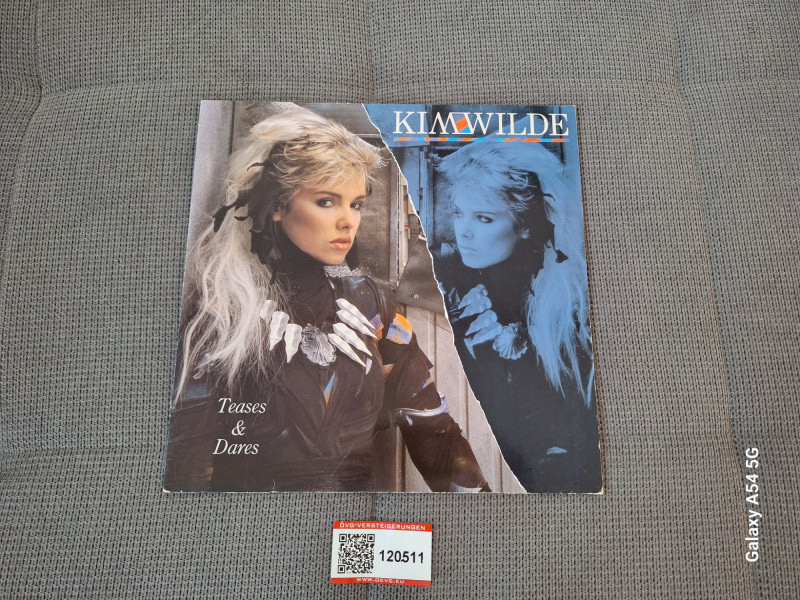 KIM WILDE
Teases
&
Dares
ÖVG-VERSTEIGERUNGEN
120511
WWW.OEVG.EU
Galaxy A54 5G